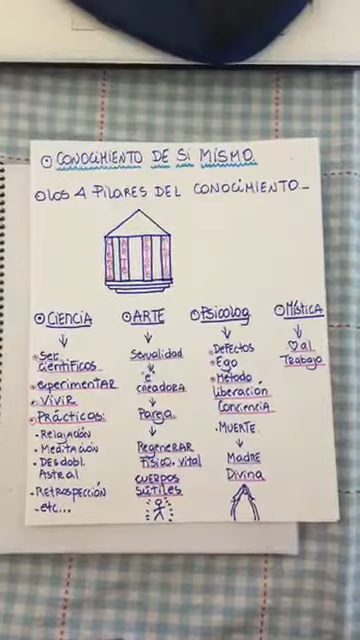 CONOCIMIENTO DE SI MISMO
LOS 4 PILARES DEL CONOCIMIENTO...
CIENCIA
SER
científicos
experimentar
VIVIR
PRÁCTICAS:
- RELAJACIÓN
- MEDITACIÓN
- DESDOBL.
ASTRAL
- RETROSPECCIÓN
- etc...
ARTE
Sexualidad
E
CREADORA
Pareja
REGENERAR
Físico. vital
CUERPOS
SUTILES
Psicolog
DEFECTOS
EGO
MÉTODO
LIBERACIÓN
CONCIENCIA
MUERTE
MADRE
Divina
Mística
♡ al
Trabajo